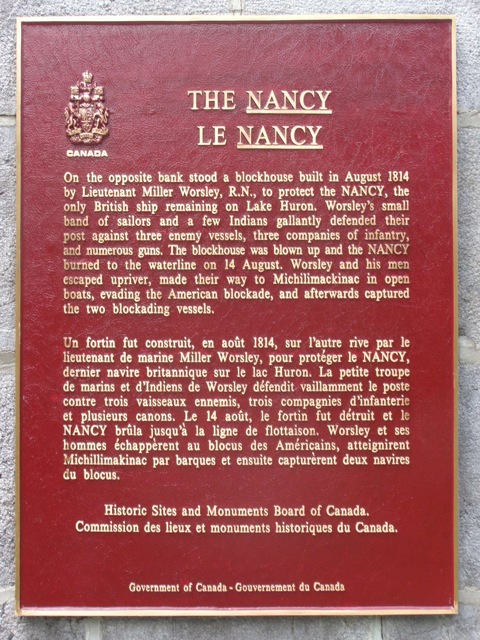 CANADA
THE NANCY
LE NANCY
On the opposite bank stood a blockhouse built in August 1814
by Lieutenant Miller Worsley, R.N., to protect the NANCY, the
only British ship remaining on Lake Huron. Worsley's small
band of sailors and a few Indians gallantly defended their
post against three enemy vessels, three companies of infantry,
and numerous guns. The blockhouse was blown up and the NANCY
burned to the waterline on 14 August. Worsley and his men
escaped upriver, made their way to Michilimackinac in open
boats, evading the American blockade, and afterwards captured
the two blockading vessels.
Un fortin fut construit, en août 1814, sur l'autre rive par le
lieutenant de marine Miller Worsley, pour protéger le NANCY,
dernier navire britannique sur le lac Huron. La petite troupe
de marins et d'Indiens de Worsley défendit vaillamment le poste
contre trois vaisseaux ennemis, trois compagnies d'infanterie
et plusieurs canons. Le 14 août, le fortin fut détruit et le
NANCY brûla jusqu'à la ligne de flottaison. Worsley et ses
hommes échappèrent au blocus des Américains, atteignirent
Michillimakinac par barques et ensuite capturèrent deux navires
du blocus.
Historic Sites and Monuments Board of Canada.
Commission des lieux et monuments historiques du Canada.
Government of Canada - Gouvernement du Canada